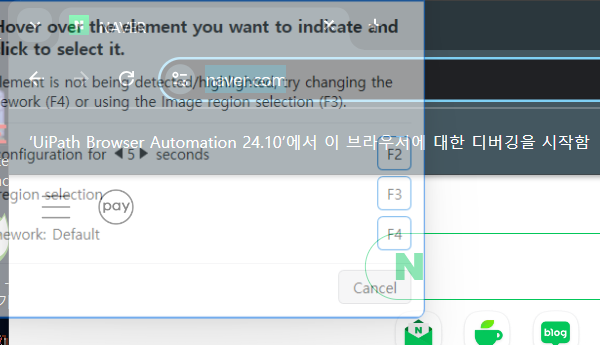 Hover over the element you want to indicate and
click to select it.
NAVER
naver.com
element is not being detected/highlighted, try changing the
framework (F4) or using the Image region selection (F3).
'UiPath Browser Automation 24.10'에서 이 브라우저에 대한 디버깅을 시작함
configuration for 5 seconds
F2
region selection
F3
pay
mework: Default
F4
N
Cancel
N
blog